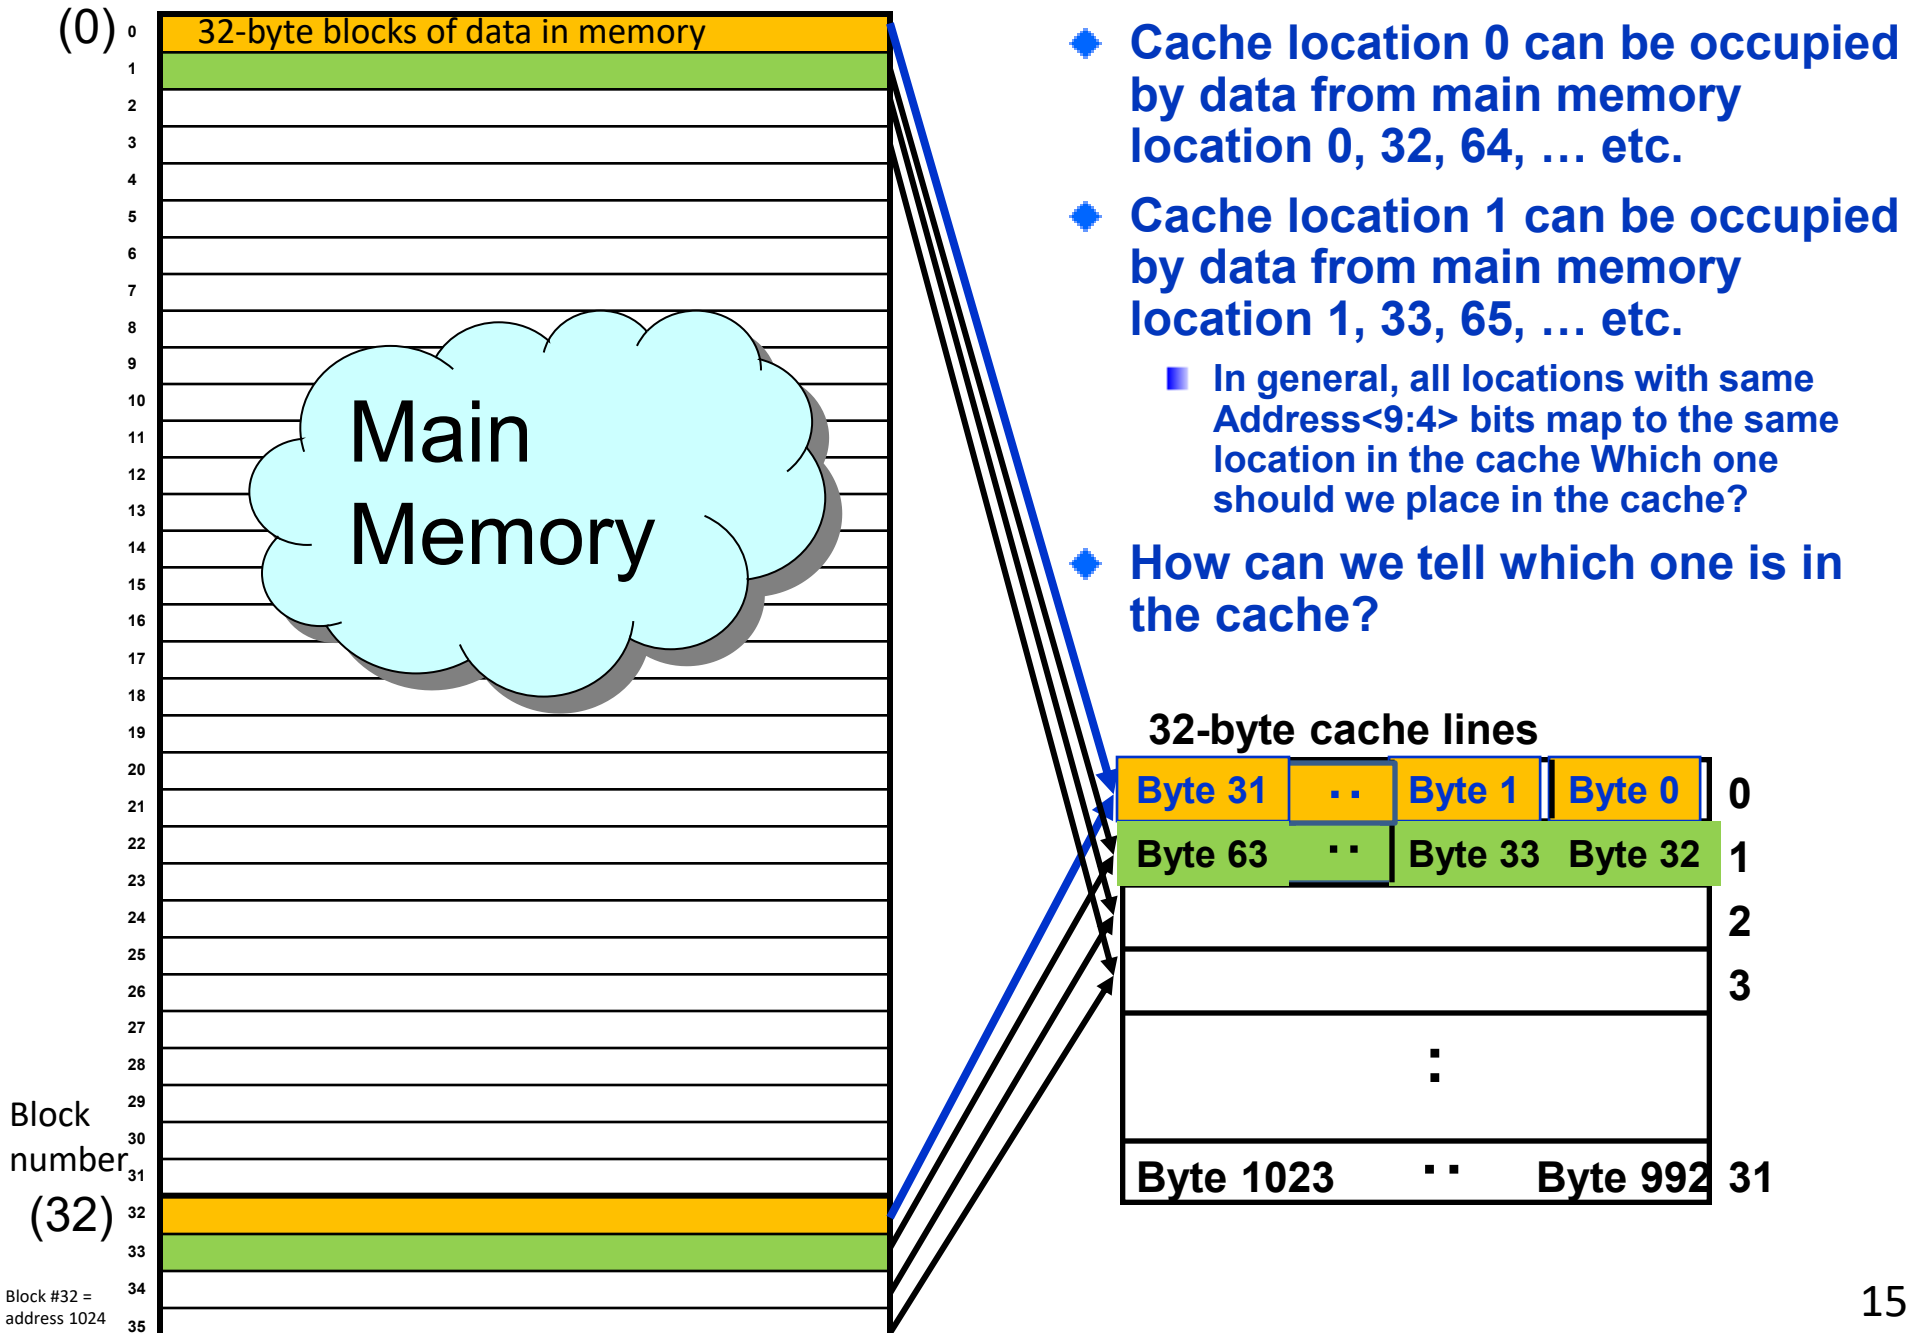 (0)
32-byte blocks of data in memory
0
1
2
3
4
5
6
7
8
9
10
11
12
13
14
15
16
17
18
19
20
21
22
23
24
25
26
27
28
29
30
31
32
33
34
35
Main
Memory
Block
number
(32)
Block #32 =
address 1024
Cache location 0 can be occupied
by data from main memory
location 0, 32, 64, … etc.
Cache location 1 can be occupied
by data from main memory
location 1, 33, 65, … etc.
In general, all locations with same
Address<9:4> bits map to the same
location in the cache Which one
should we place in the cache?
How can we tell which one is in
the cache?
32-byte cache lines
Byte 31 .. Byte 1 Byte 0 0
Byte 63 .. Byte 33 Byte 32 1
2
3
:
Byte 1023 .. Byte 992 31
15